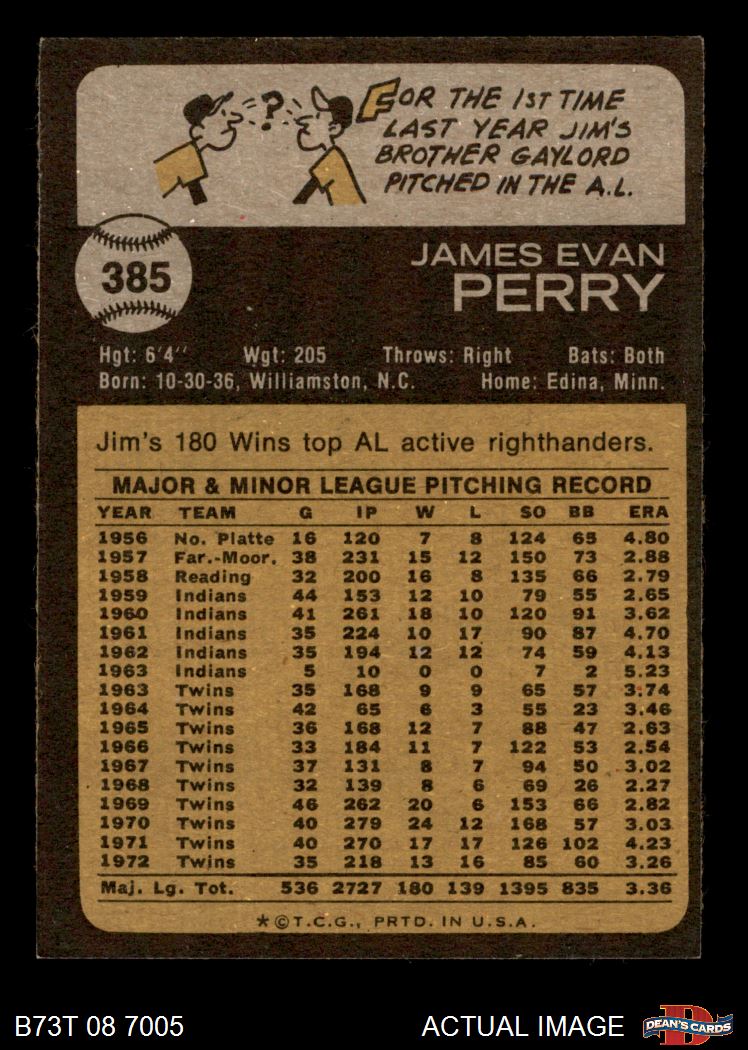 ?
FOR THE 1ST TIME
LAST YEAR JIM'S
BROTHER GAYLORD
PITCHED IN THE A.L.
385
JAMES EVAN
PERRY
Hgt: 6'4'' Wgt: 205 Throws: Right Bats: Both
Born: 10-30-36, Williamston, N.C. Home: Edina, Minn.
Jim's 180 Wins top AL active righthanders.
MAJOR & MINOR LEAGUE PITCHING RECORD
YEAR TEAM G IP W L SO BB ERA
1956 No. Platte 16 120 7 8 124 65 4.80
1957 Far.-Moor. 38 231 15 12 150 73 2.88
1958 Reading 32 200 16 8 135 66 2.79
1959 Indians 44 153 12 10 79 55 2.65
1960 Indians 41 261 18 10 120 91 3.62
1961 Indians 35 224 10 17 90 87 4.70
1962 Indians 35 194 12 12 74 59 4.13
1963 Indians 5 10 0 0 7 2 5.23
1963 Twins 35 168 9 9 65 57 3.74
1964 Twins 42 65 6 3 55 23 3.46
1965 Twins 36 168 12 7 88 47 2.63
1966 Twins 33 184 11 7 122 53 2.54
1967 Twins 37 131 8 7 94 50 3.02
1968 Twins 32 139 8 6 69 26 2.27
1969 Twins 46 262 20 6 153 66 2.82
1970 Twins 40 279 24 12 168 57 3.03
1971 Twins 40 270 17 17 126 102 4.23
1972 Twins 35 218 13 16 85 60 3.26
Maj. Lg. Tot. 536 2727 180 139 1395 835 3.36
*©T.C.G., PRTD. IN U.S.A.
B73T 08 7005 ACTUAL IMAGE D DEAN'S CARDS